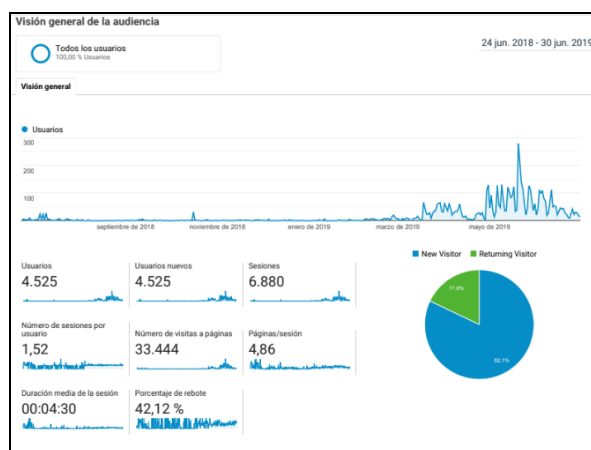 Visión general de la audiencia
Todos los usuarios
100,00 % Usuarios
24 jun. 2018 - 30 jun. 2019
Visión general
Usuarios
300
200
100
septiembre de 2018
noviembre de 2018
enero de 2019
marzo de 2019
mayo de 2019
New Visitor
Returning Visitor
Usuarios
4.525
Usuarios nuevos
4.525
Sesiones
6.880
17,9%
82,1%
Número de sesiones por
usuario
1,52
Número de visitas a páginas
33.444
Páginas/sesión
4,86
Duración media de la sesión
00:04:30
Porcentaje de rebote
42,12 %